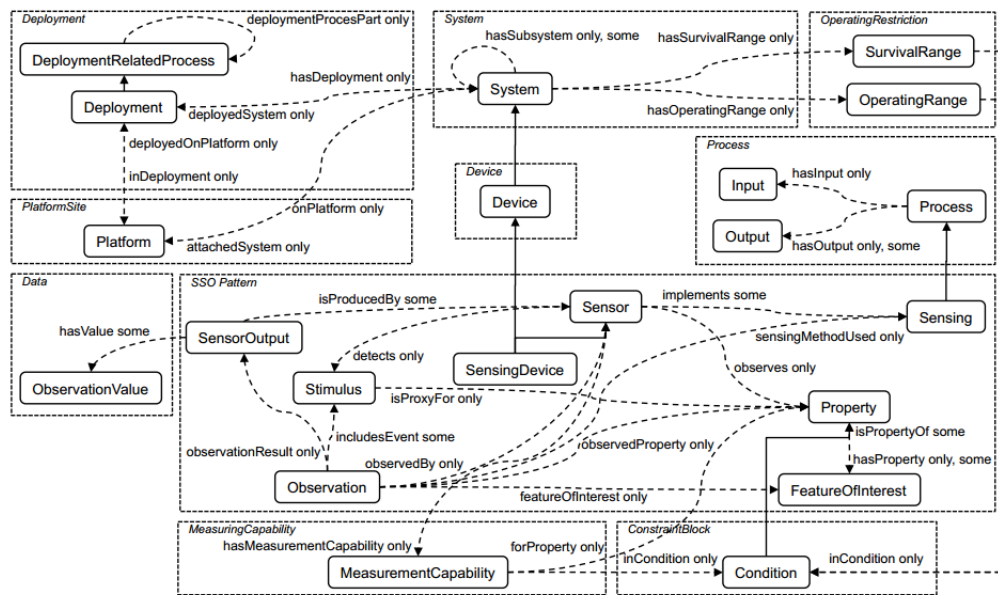 Deployment
deploymentProcesPart only
DeploymentRelatedProcess
hasDeployment only
Deployment
deployedSystem only
deployedOnPlatform only
inDeployment only
System
hasSubsystem only, some
hasSurvivalRange only
System
hasOperatingRange only
OperatingRestriction
SurvivalRange
OperatingRange
Process
hasInput only
Input
Process
Output
hasOutput only, some
Device
Device
PlatformSite
onPlatform only
Platform
attachedSystem only
Data
hasValue some
ObservationValue
SSO Pattern
isProducedBy some
Sensor
implements some
SensorOutput
Sensing
sensingMethodUsed only
detects only
SensingDevice
Stimulus
observes only
isProxyFor only
Property
isPropertyOf some
includesEvent some
observedProperty only
observationResult only
observedBy only
hasProperty only, some
Observation
featureOfInterest only
FeatureOfInterest
MeasuringCapability
hasMeasurementCapability only
forProperty only
MeasurementCapability
ConstraintBlock
inCondition only
Condition
inCondition only